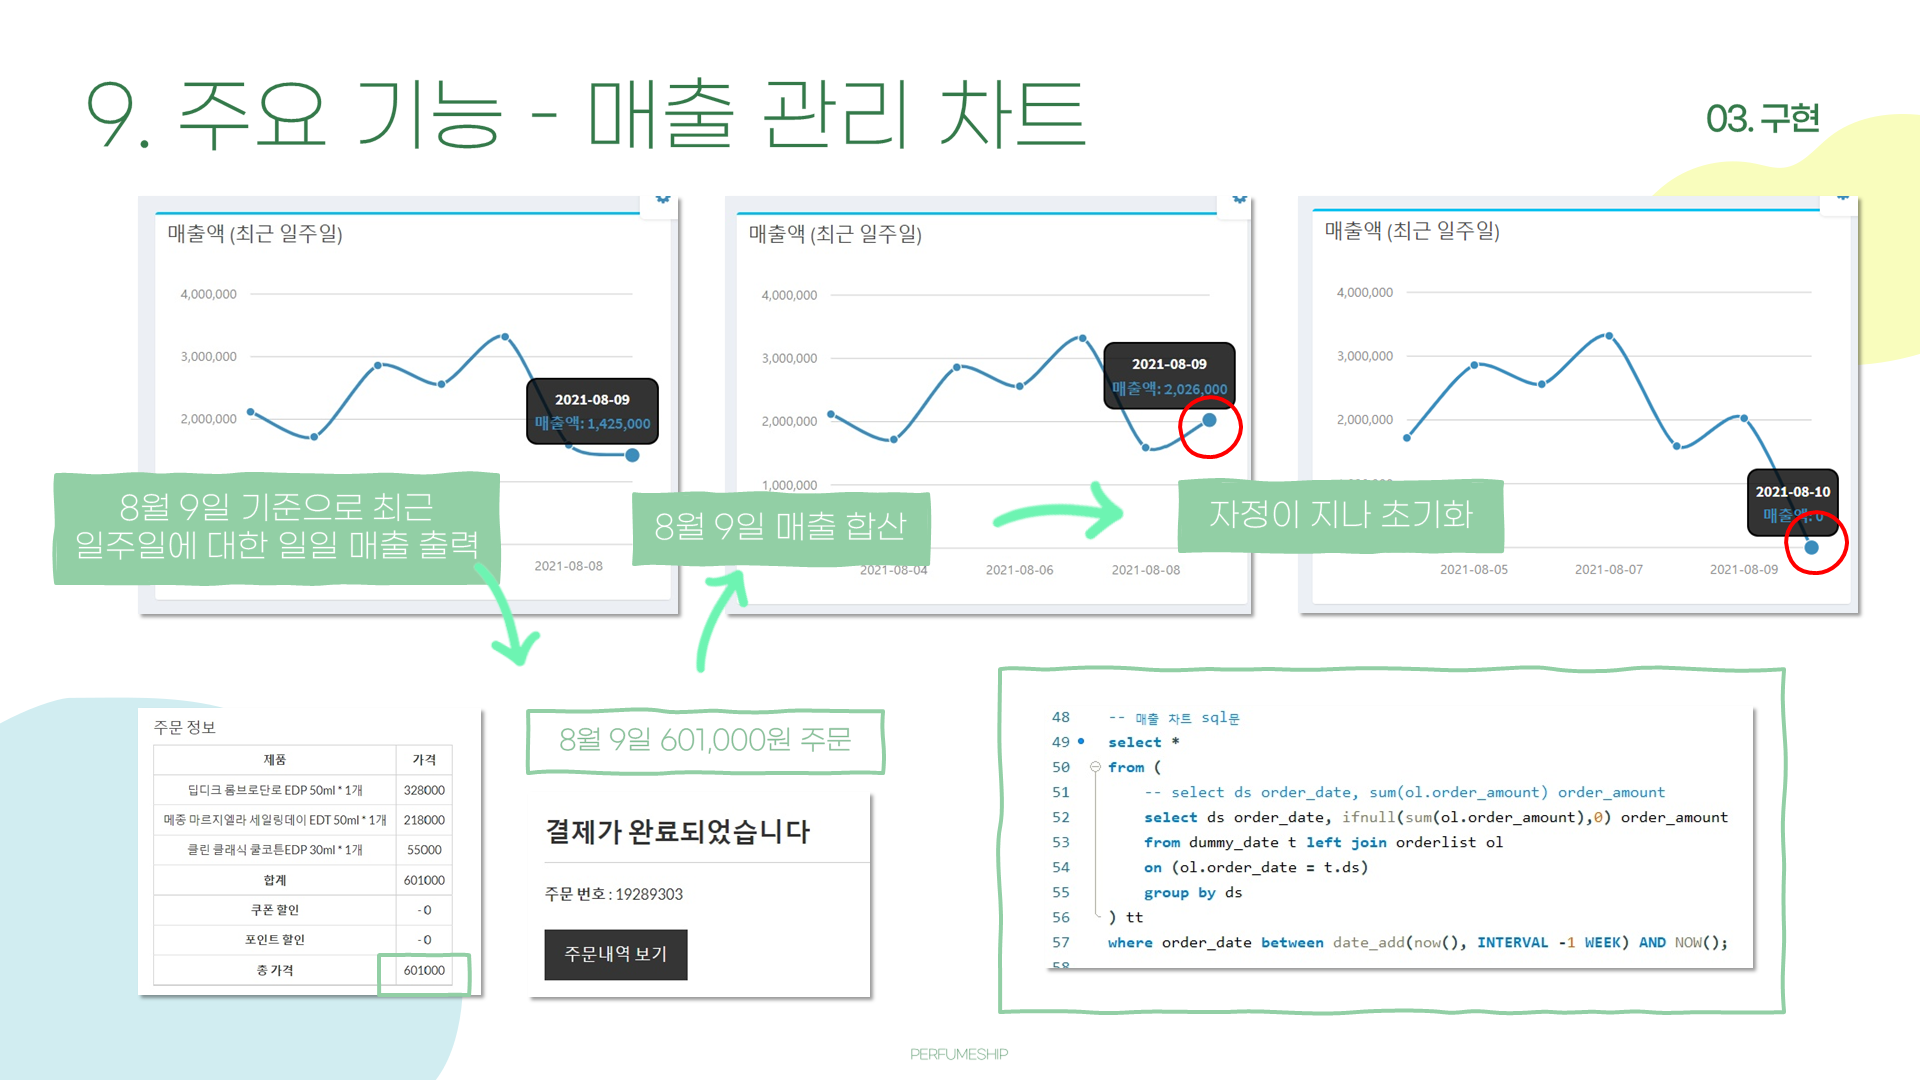 9. 주요 기능 - 매출 관리 차트
03. 구현
매출액 (최근 일주일)
4,000,000
3,000,000
2,000,000
2021-08-09
매출액: 1,425,000
2021-08-08
8월 9일 기준으로 최근
일주일에 대한 일일 매출 출력
매출액 (최근 일주일)
4,000,000
3,000,000
2,000,000
1,000,000
2021-08-09
매출액: 2,026,000
2021-08-04
2021-08-06
2021-08-08
8월 9일 매출 합산
매출액 (최근 일주일)
4,000,000
3,000,000
2,000,000
2021-08-10
매출액: 0
2021-08-05
2021-08-07
2021-08-09
자정이 지나 초기화
주문 정보
제품 가격
딥디크 롬브로단로 EDP 50ml * 1개 328000
메종 마르지엘라 세일링데이 EDT 50ml * 1개 218000
클린 클래식 쿨코튼EDP 30ml * 1개 55000
합계 601000
쿠폰 할인 - 0
포인트 할인 - 0
총 가격 601000
8월 9일 601,000원 주문
결제가 완료되었습니다
주문 번호 : 19289303
주문내역 보기
48 -- 매출 차트 sql문
49 select *
50 from (
51 -- select ds order_date, sum(ol.order_amount) order_amount
52 select ds order_date, ifnull(sum(ol.order_amount),0) order_amount
53 from dummy_date t left join orderlist ol
54 on (ol.order_date = t.ds)
55 group by ds
56 ) tt
57 where order_date between date_add(now(), INTERVAL -1 WEEK) AND NOW();
58
PERFUMESHIP